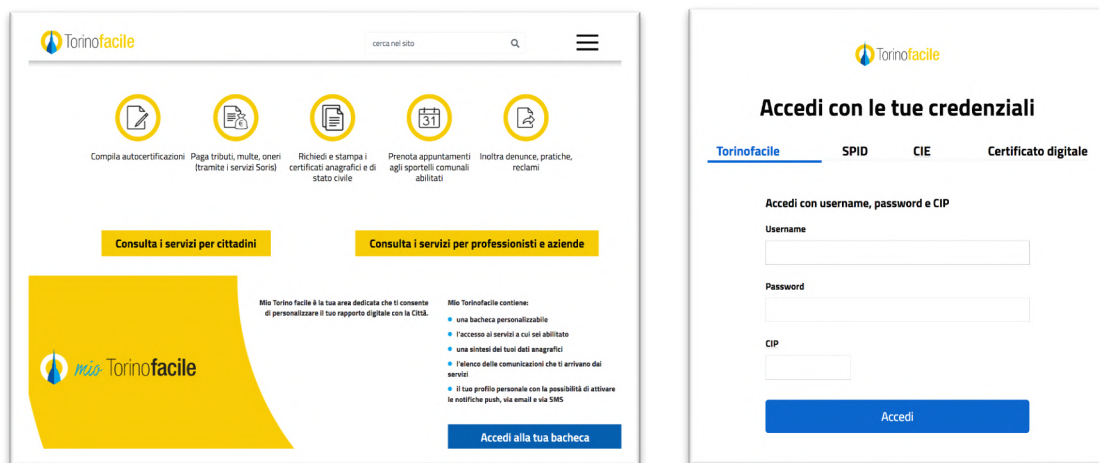 Torinofacile
cerca nel sito
31
Compila autocertificazioni
Paga tributi, multe, oneri
(tramite i servizi Soris)
Richiedi e stampa i
certificati anagrafici e di
stato civile
Prenota appuntamenti
agli sportelli comunali
abilitati
Inoltra denunce, pratiche,
reclami
Consulta i servizi per cittadini
Consulta i servizi per professionisti e aziende
mio Torinofacile
Mio Torino facile è la tua area dedicata che ti consente
di personalizzare il tuo rapporto digitale con la Città.
Mio Torinofacile contiene:
una bacheca personalizzabile
l'accesso ai servizi a cui sei abilitato
una sintesi dei tuoi dati anagrafici
l'elenco delle comunicazioni che ti arrivano dai
servizi
il tuo profilo personale con la possibilità di attivare
le notifiche push, via email e via SMS
Accedi alla tua bacheca
Torinofacile
Accedi con le tue credenziali
Torinofacile SPID CIE Certificato digitale
Accedi con username, password e CIP
Username
Password
CIP
Accedi